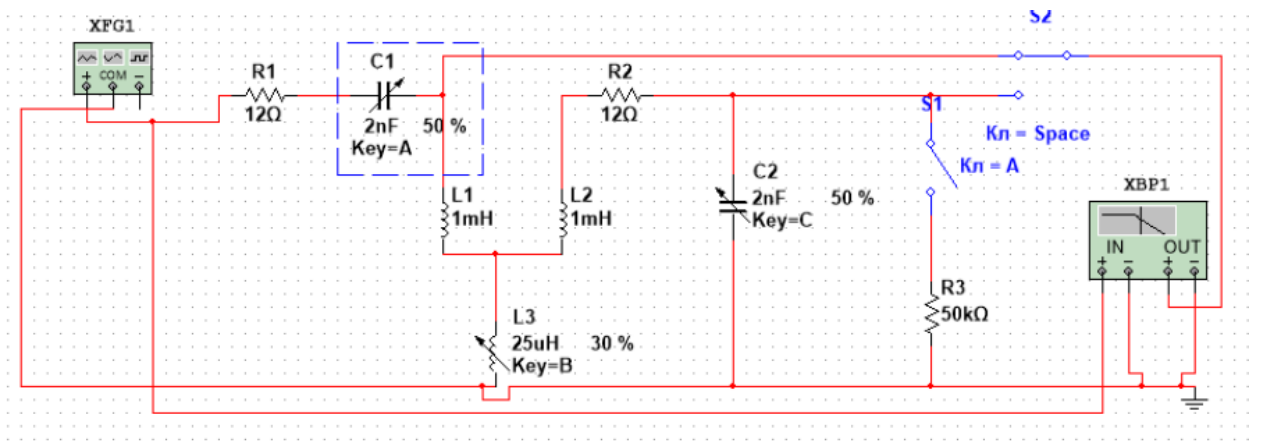 XFG1
S2
+ COM −
R1
12Ω
C1
2nF 50 %
Key=A
R2
12Ω
S1
Кл = Space
Кл = A
L1
1mH
L2
1mH
C2
2nF 50 %
Key=C
XBP1
IN OUT
+ − + −
R3
50kΩ
L3
25uH 30 %
Key=B